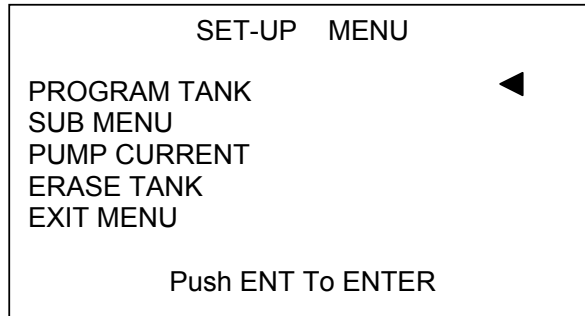 SET-UP MENU
PROGRAM TANK
SUB MENU
PUMP CURRENT
ERASE TANK
EXIT MENU
Push ENT To ENTER